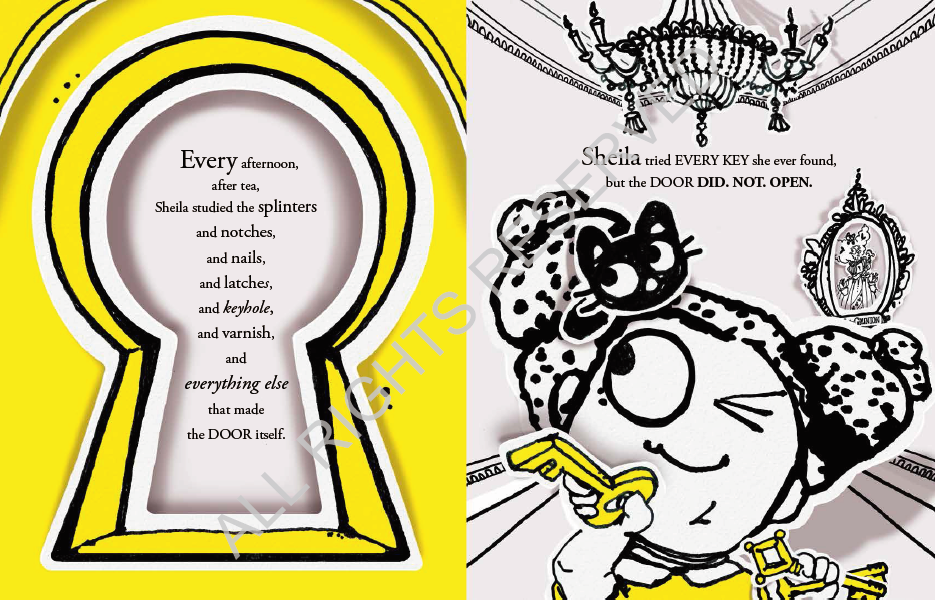 Every afternoon,
after tea,
Sheila studied the splinters
and notches,
and nails,
and latches,
and keyhole,
and varnish,
and
everything else
that made
the DOOR itself.
Sheila tried EVERY KEY she ever found,
but the DOOR DID. NOT. OPEN.
ALL RIGHTS RESERVED